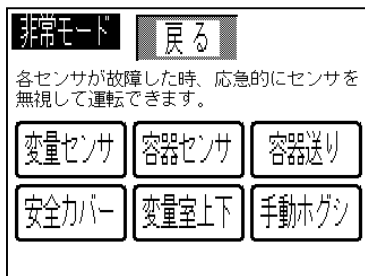 非常モード 戻る
各センサが故障した時、応急的にセンサを
無視して運転できます。
変量センサ 容器センサ 容器送り
安全カバー 変量室上下 手動ホグシ